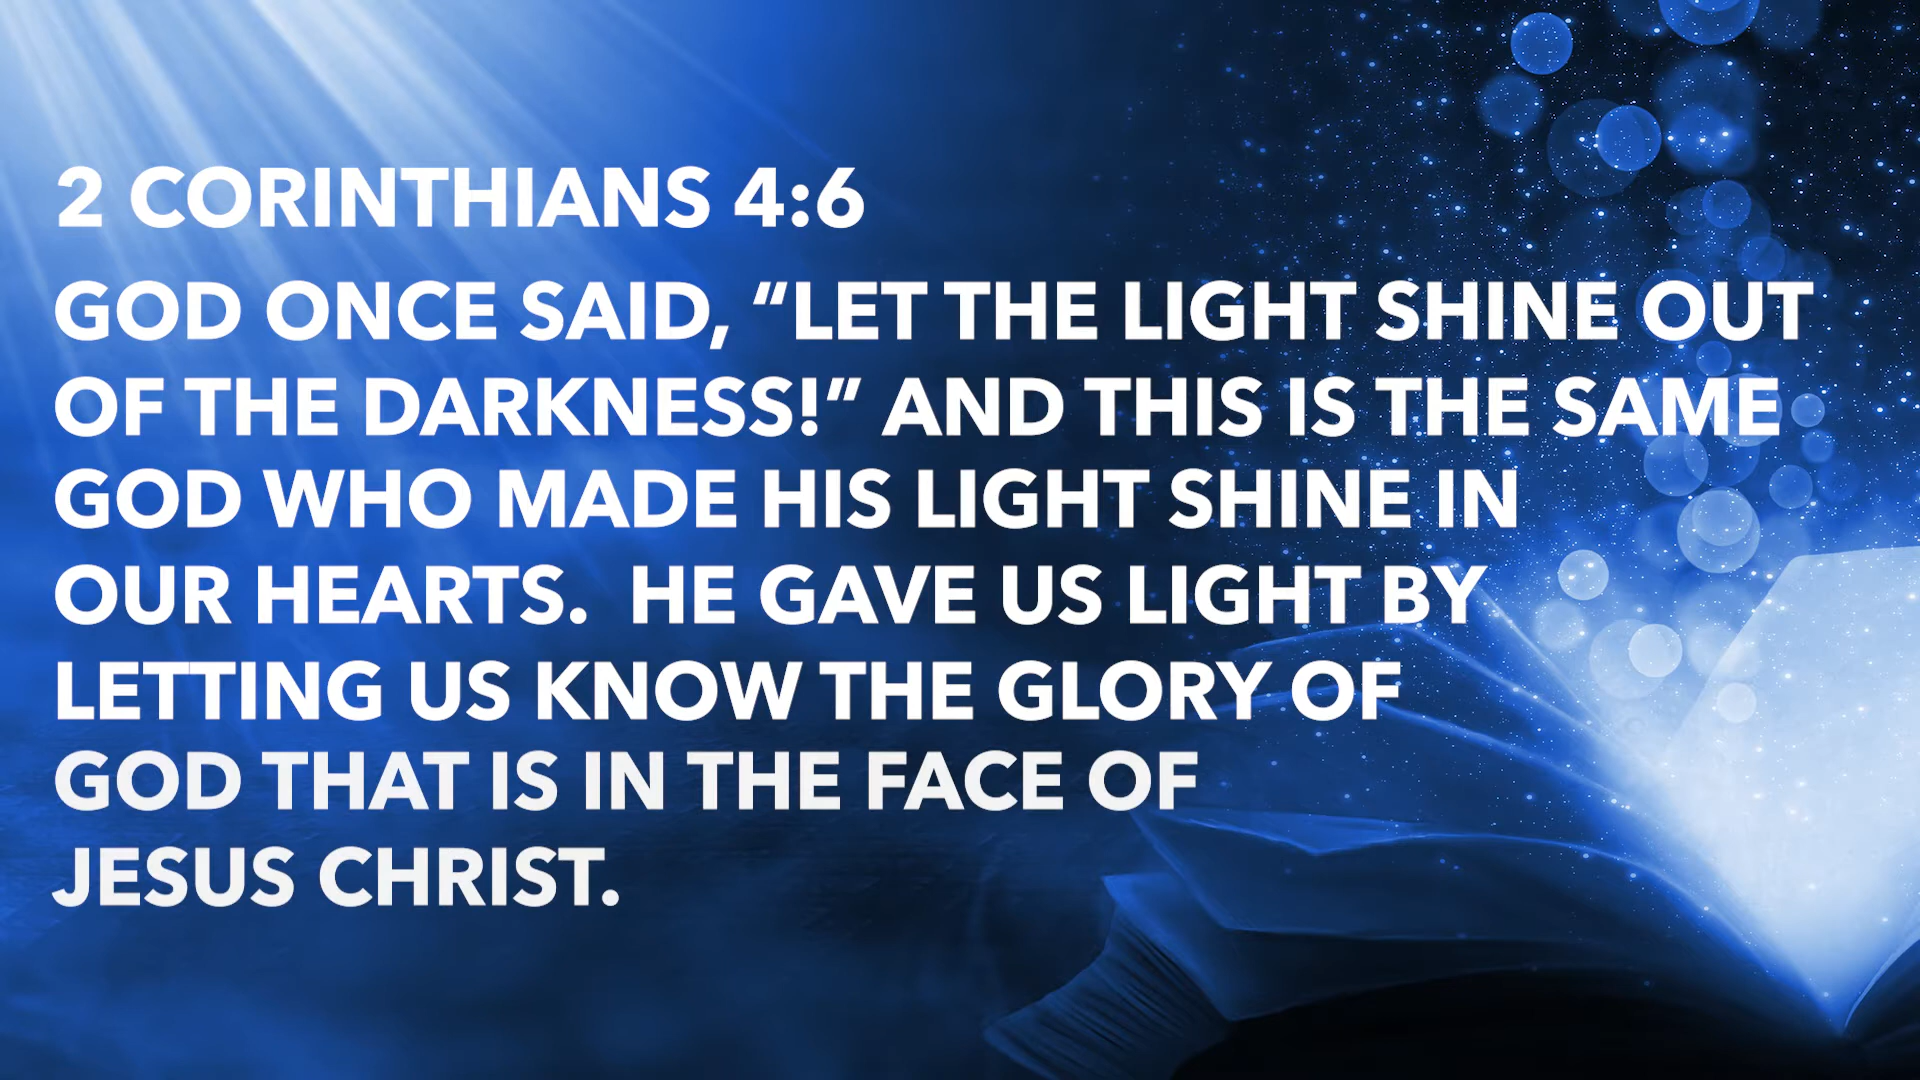 2 CORINTHIANS 4:6
GOD ONCE SAID, “LET THE LIGHT SHINE OUT
OF THE DARKNESS!” AND THIS IS THE SAME
GOD WHO MADE HIS LIGHT SHINE IN
OUR HEARTS.  HE GAVE US LIGHT BY
LETTING US KNOW THE GLORY OF
GOD THAT IS IN THE FACE OF
JESUS CHRIST.